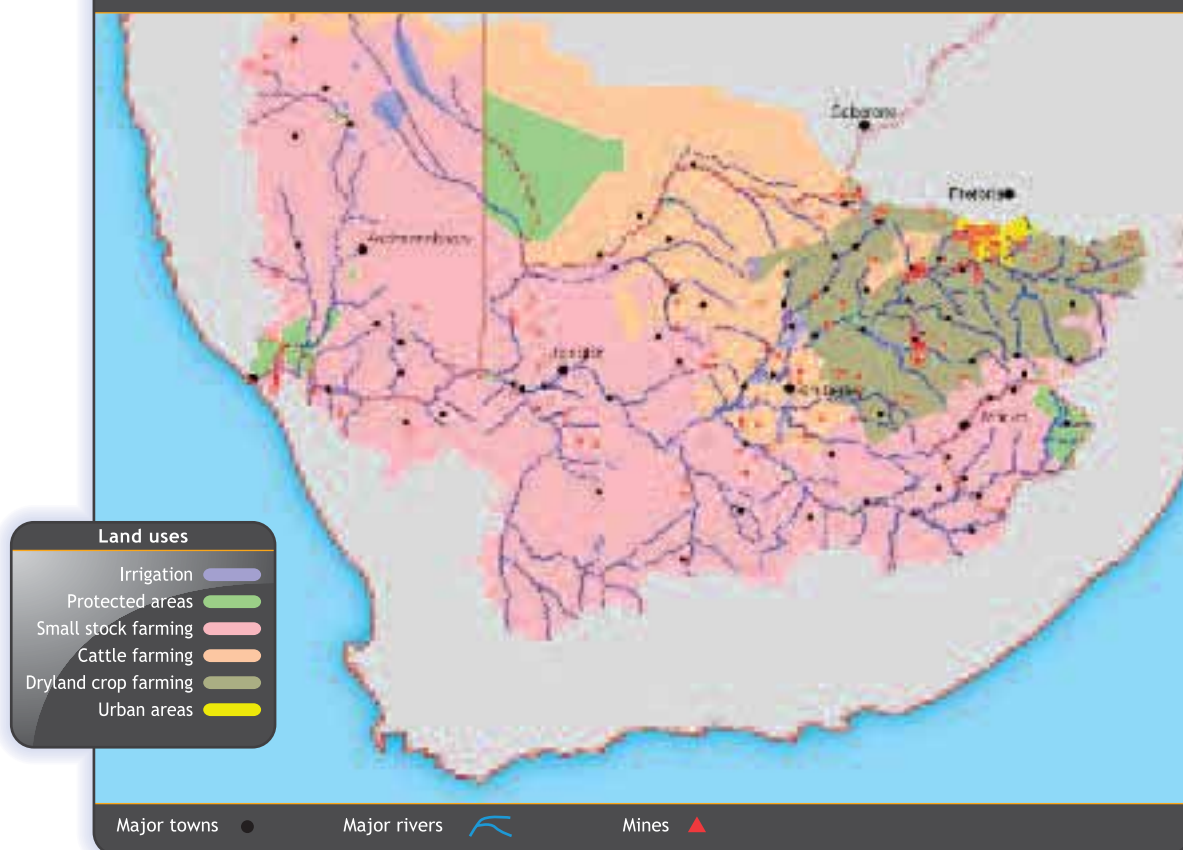 Gaborone
Pretoria
Land uses
Irrigation
Protected areas
Small stock farming
Cattle farming
Dryland crop farming
Urban areas
Major towns
Major rivers
Mines